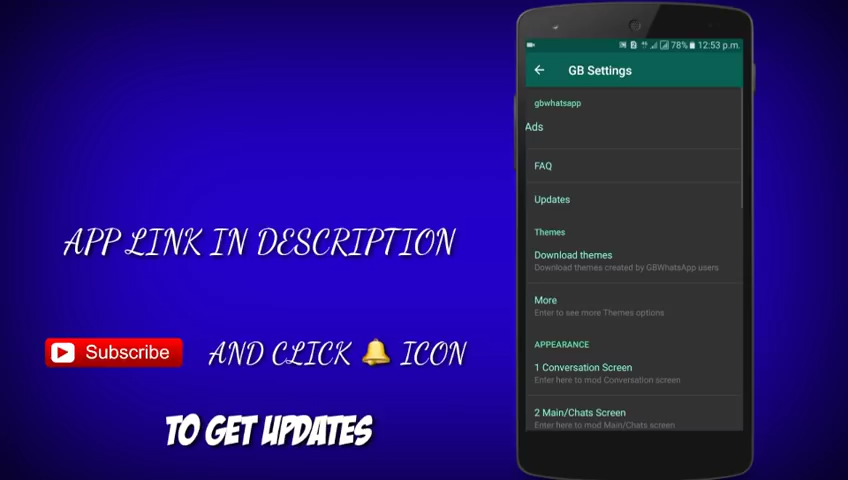 APP LINK IN DESCRIPTION
Subscribe
AND CLICK 🔔 ICON
TO GET UPDATES
78% 12:53 p.m.
GB Settings
gbwhatsapp
Ads
FAQ
Updates
Themes
Download themes
Download themes created by GBWhatsApp users
More
Enter to see more Themes options
APPEARANCE
1 Conversation Screen
Enter here to mod Conversation screen
2 Main/Chats Screen
Enter here to mod Main/Chats screen